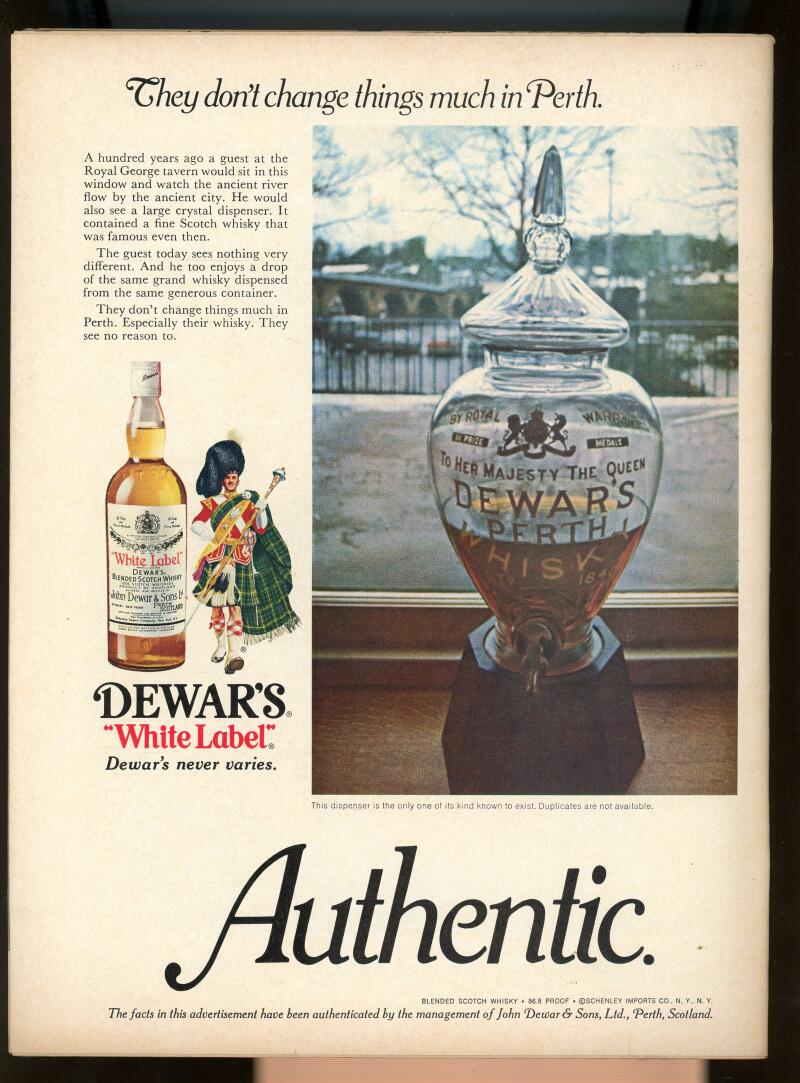 They don't change things much in Perth.
A hundred years ago a guest at the
Royal George tavern would sit in this
window and watch the ancient river
flow by the ancient city. He would
also see a large crystal dispenser. It
contained a fine Scotch whisky that
was famous even then.
The guest today sees nothing very
different. And he too enjoys a drop
of the same grand whisky dispensed
from the same generous container.
They don't change things much in
Perth. Especially their whisky. They
see no reason to.
Dewar's
"White Label"
DEWAR'S
BLENDED SCOTCH WHISKY
John Dewar & Sons Ltd
PERTH
SCOTLAND
DEWAR'S®
"White Label"®
Dewar's never varies.
BY ROYAL WARRANT
50 PRIZE MEDALS
TO HER MAJESTY THE QUEEN
DEWAR'S
PERTH
WHISKY
This dispenser is the only one of its kind known to exist. Duplicates are not available.
Authentic.
BLENDED SCOTCH WHISKY • 86.8 PROOF • ©SCHENLEY IMPORTS CO., N. Y., N. Y.
The facts in this advertisement have been authenticated by the management of John Dewar & Sons, Ltd., Perth, Scotland.